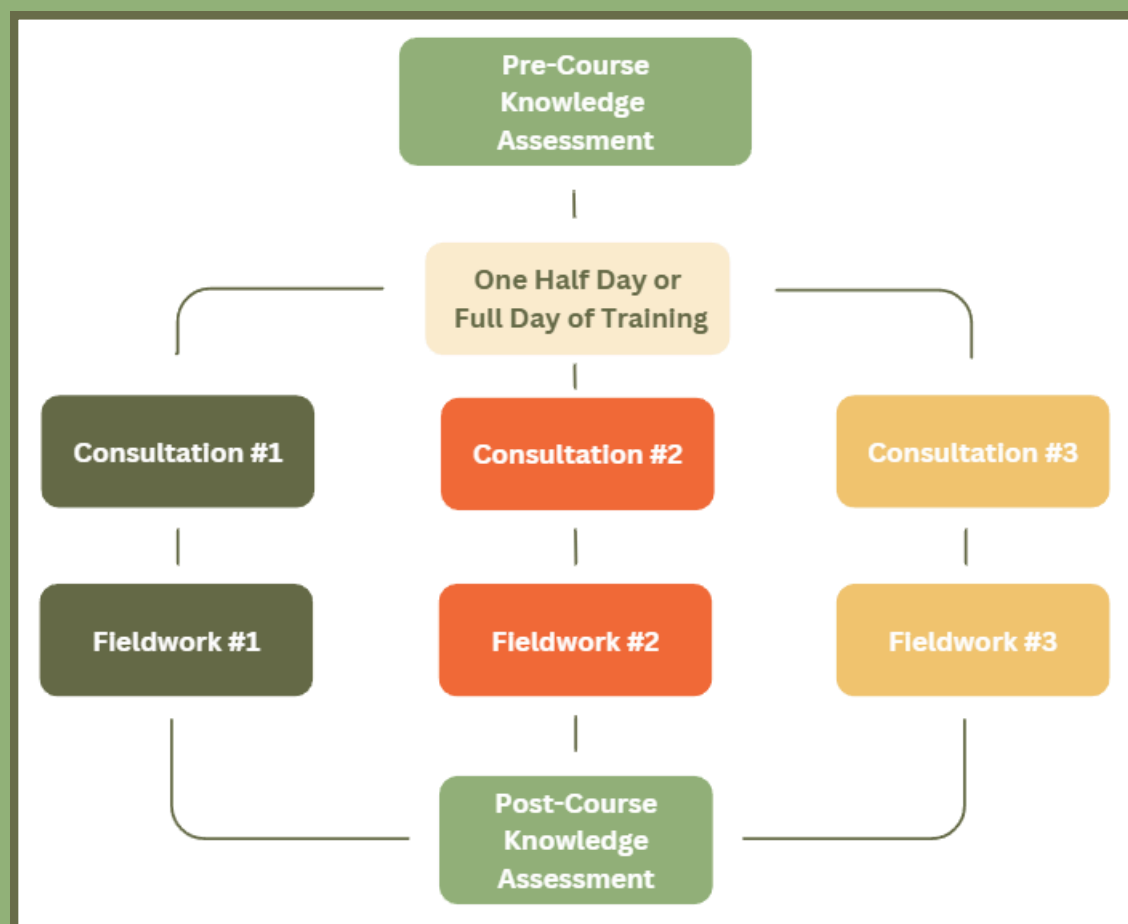 Pre-Course
Knowledge
Assessment
One Half Day or
Full Day of Training
Consultation #1
Consultation #2
Consultation #3
Fieldwork #1
Fieldwork #2
Fieldwork #3
Post-Course
Knowledge
Assessment